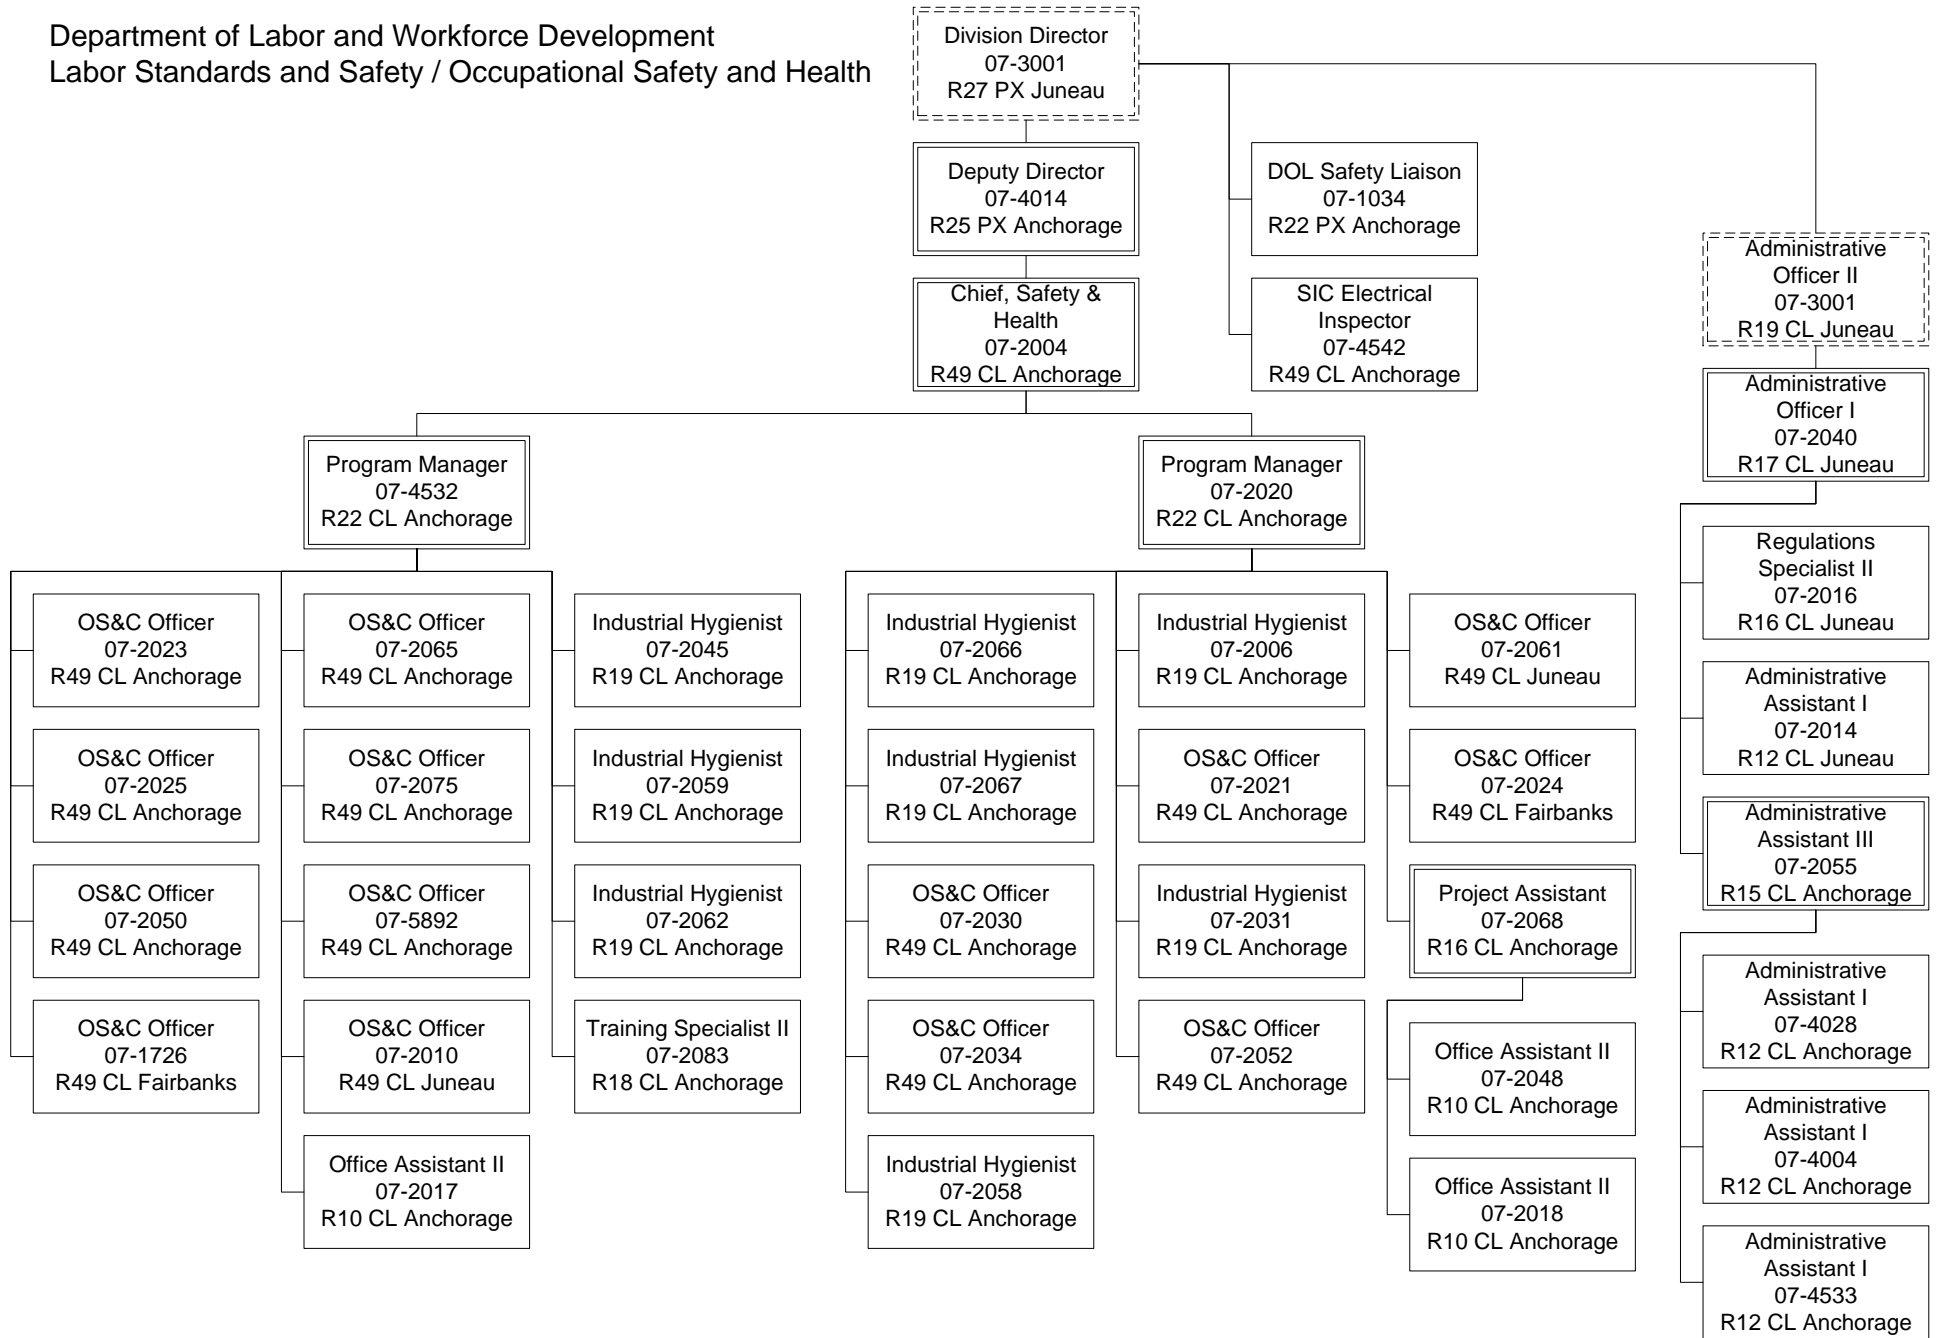 Department of Labor and Workforce Development
Labor Standards and Safety / Occupational Safety and Health
Division Director
07-3001
R27 PX Juneau
Deputy Director
07-4014
R25 PX Anchorage
DOL Safety Liaison
07-1034
R22 PX Anchorage
Chief, Safety &
Health
07-2004
R49 CL Anchorage
SIC Electrical
Inspector
07-4542
R49 CL Anchorage
Administrative
Officer II
07-3001
R19 CL Juneau
Administrative
Officer I
07-2040
R17 CL Juneau
Program Manager
07-4532
R22 CL Anchorage
Program Manager
07-2020
R22 CL Anchorage
OS&C Officer
07-2023
R49 CL Anchorage
OS&C Officer
07-2025
R49 CL Anchorage
OS&C Officer
07-2050
R49 CL Anchorage
OS&C Officer
07-1726
R49 CL Fairbanks
OS&C Officer
07-2065
R49 CL Anchorage
OS&C Officer
07-2075
R49 CL Anchorage
OS&C Officer
07-5892
R49 CL Anchorage
OS&C Officer
07-2010
R49 CL Juneau
Office Assistant II
07-2017
R10 CL Anchorage
Industrial Hygienist
07-2045
R19 CL Anchorage
Industrial Hygienist
07-2059
R19 CL Anchorage
Industrial Hygienist
07-2062
R19 CL Anchorage
Training Specialist II
07-2083
R18 CL Anchorage
Industrial Hygienist
07-2066
R19 CL Anchorage
Industrial Hygienist
07-2067
R19 CL Anchorage
OS&C Officer
07-2030
R49 CL Anchorage
OS&C Officer
07-2034
R49 CL Anchorage
Industrial Hygienist
07-2058
R19 CL Anchorage
Industrial Hygienist
07-2006
R19 CL Anchorage
OS&C Officer
07-2021
R49 CL Anchorage
Industrial Hygienist
07-2031
R19 CL Anchorage
OS&C Officer
07-2052
R49 CL Anchorage
OS&C Officer
07-2061
R49 CL Juneau
OS&C Officer
07-2024
R49 CL Fairbanks
Project Assistant
07-2068
R16 CL Anchorage
Office Assistant II
07-2048
R10 CL Anchorage
Office Assistant II
07-2018
R10 CL Anchorage
Regulations
Specialist II
07-2016
R16 CL Juneau
Administrative
Assistant I
07-2014
R12 CL Juneau
Administrative
Assistant III
07-2055
R15 CL Anchorage
Administrative
Assistant I
07-4028
R12 CL Anchorage
Administrative
Assistant I
07-4004
R12 CL Anchorage
Administrative
Assistant I
07-4533
R12 CL Anchorage